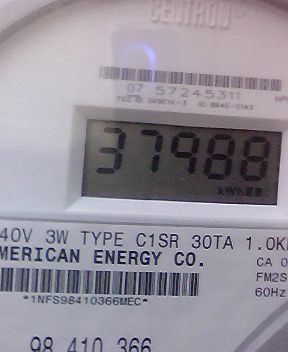 CENTRON
07 57245311
37988
kWh
40V 3W TYPE C1SR 30TA 1.0K
MERICAN ENERGY CO.
CA 0
FM2S
60Hz
*1NFS98410366MEC*
98 410 366